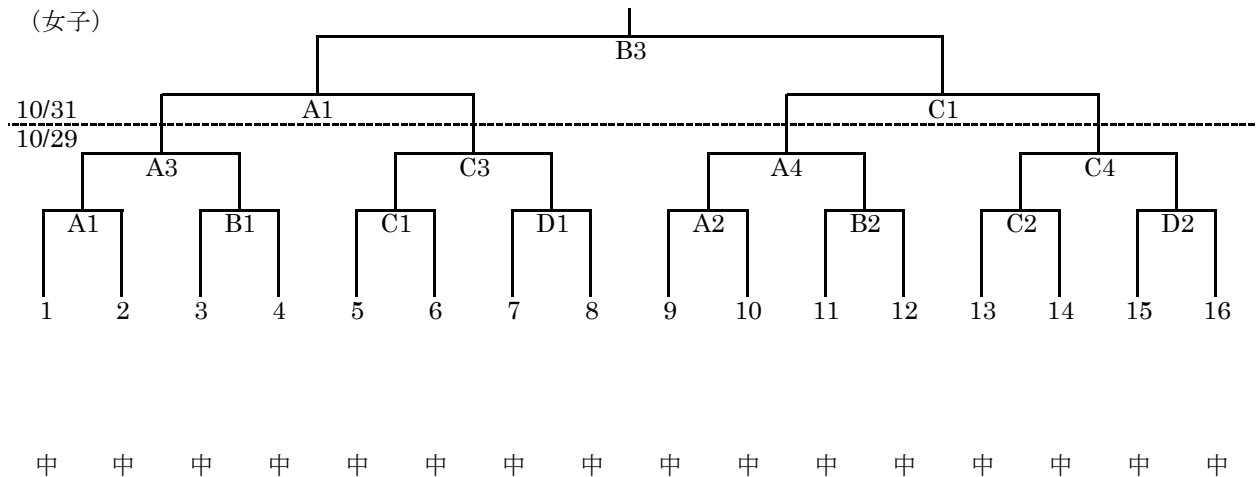 （女子）
B3
10/31 A1 C1
10/29
A3 C3 A4 C4
A1 B1 C1 D1 A2 B2 C2 D2
1 2 3 4 5 6 7 8 9 10 11 12 13 14 15 16
中 中 中 中 中 中 中 中 中 中 中 中 中 中 中 中